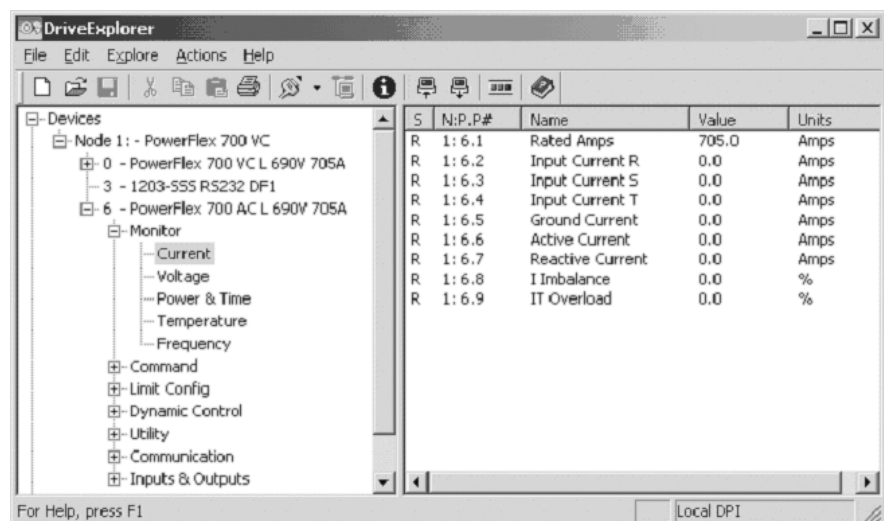 DriveExplorer
File Edit Explore Actions Help
Devices
Node 1: - PowerFlex 700 VC
0 - PowerFlex 700 VC L 690V 705A
3 - 1203-SSS RS232 DF1
6 - PowerFlex 700 AC L 690V 705A
Monitor
Current
Voltage
Power & Time
Temperature
Frequency
Command
Limit Config
Dynamic Control
Utility
Communication
Inputs & Outputs
S N:P.P# Name Value Units
R 1: 6.1 Rated Amps 705.0 Amps
R 1: 6.2 Input Current R 0.0 Amps
R 1: 6.3 Input Current S 0.0 Amps
R 1: 6.4 Input Current T 0.0 Amps
R 1: 6.5 Ground Current 0.0 Amps
R 1: 6.6 Active Current 0.0 Amps
R 1: 6.7 Reactive Current 0.0 Amps
R 1: 6.8 I Imbalance 0.0 %
R 1: 6.9 IT Overload 0.0 %
For Help, press F1
Local DPI